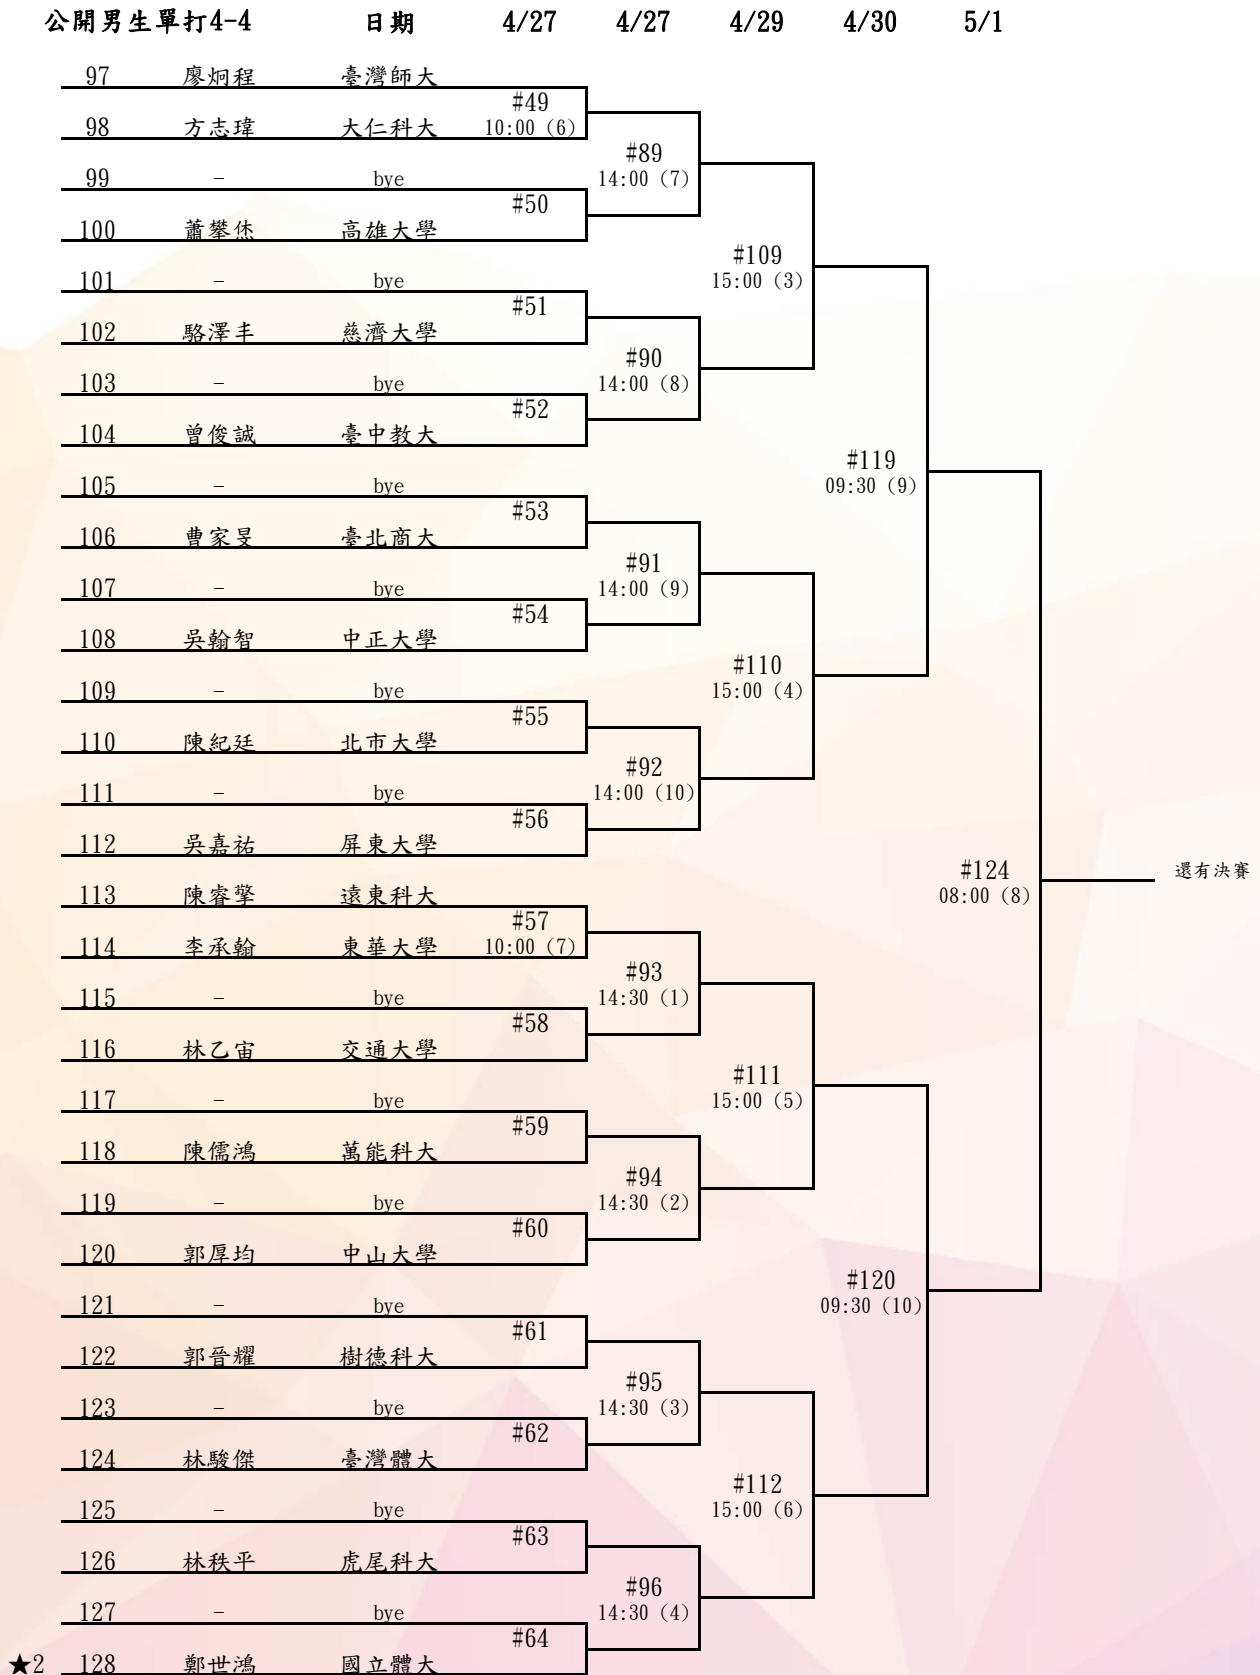 公開男生單打4-4 日期 4/27 4/27 4/29 4/30 5/1
97 廖炯程 臺灣師大
#49
98 方志瑋 大仁科大 10:00 (6)
#89
99 - bye 14:00 (7)
#50
100 蕭攀烋 高雄大學
#109
101 - bye 15:00 (3)
#51
102 駱澤丰 慈濟大學
#90
103 - bye 14:00 (8)
#52
104 曾俊誠 臺中教大
#119
105 - bye 09:30 (9)
#53
106 曹家旻 臺北商大
#91
107 - bye 14:00 (9)
#54
108 吳翰智 中正大學
#110
109 - bye 15:00 (4)
#55
110 陳紀廷 北市大學
#92
111 - bye 14:00 (10)
#56
112 吳嘉祐 屏東大學
#124 還有決賽
113 陳睿擎 遠東科大 08:00 (8)
#57
114 李承翰 東華大學 10:00 (7)
#93
115 - bye 14:30 (1)
#58
116 林乙宙 交通大學
#111
117 - bye 15:00 (5)
#59
118 陳儒鴻 萬能科大
#94
119 - bye 14:30 (2)
#60
120 郭厚均 中山大學
#120
121 - bye 09:30 (10)
#61
122 郭晉耀 樹德科大
#95
123 - bye 14:30 (3)
#62
124 林駿傑 臺灣體大
#112
125 - bye 15:00 (6)
#63
126 林秩平 虎尾科大
#96
127 - bye 14:30 (4)
#64
★2 128 鄭世鴻 國立體大